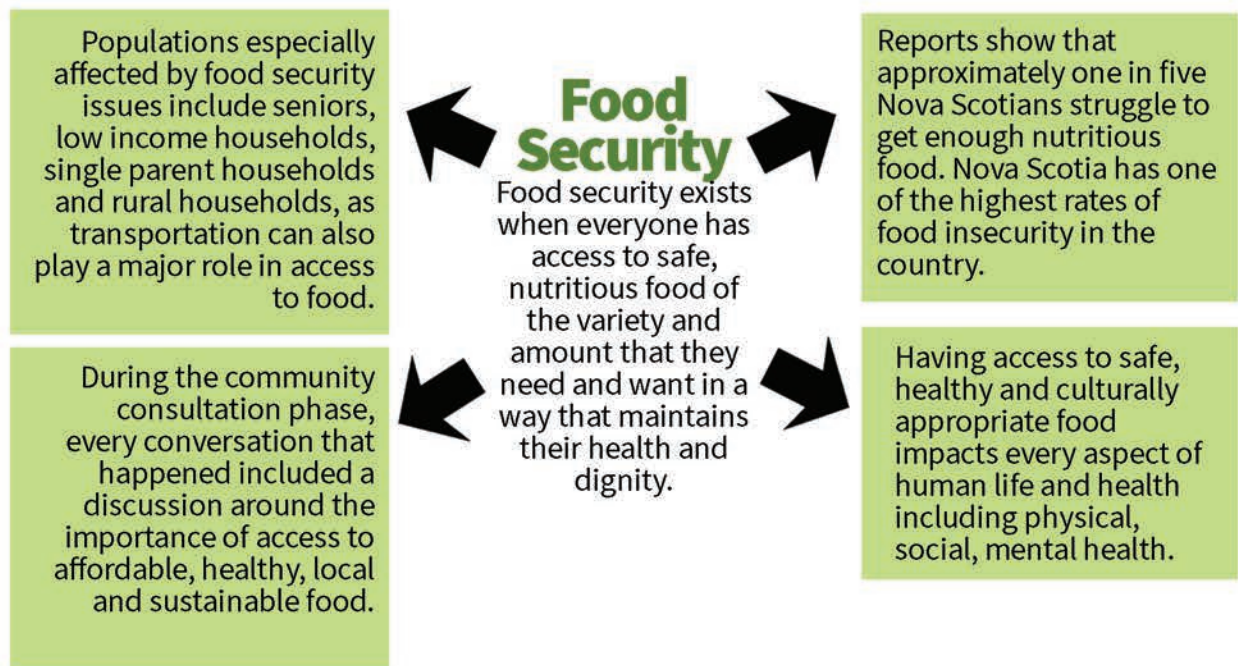 Populations especially
affected by food security
issues include seniors,
low income households,
single parent households
and rural households, as
transportation can also
play a major role in access
to food.
During the community
consultation phase,
every conversation that
happened included a
discussion around the
importance of access to
affordable, healthy, local
and sustainable food.
Food
Security
Food security exists
when everyone has
access to safe,
nutritious food of
the variety and
amount that they
need and want in a
way that maintains
their health and
dignity.
Reports show that
approximately one in five
Nova Scotians struggle to
get enough nutritious
food. Nova Scotia has one
of the highest rates of
food insecurity in the
country.
Having access to safe,
healthy and culturally
appropriate food
impacts every aspect of
human life and health
including physical,
social, mental health.